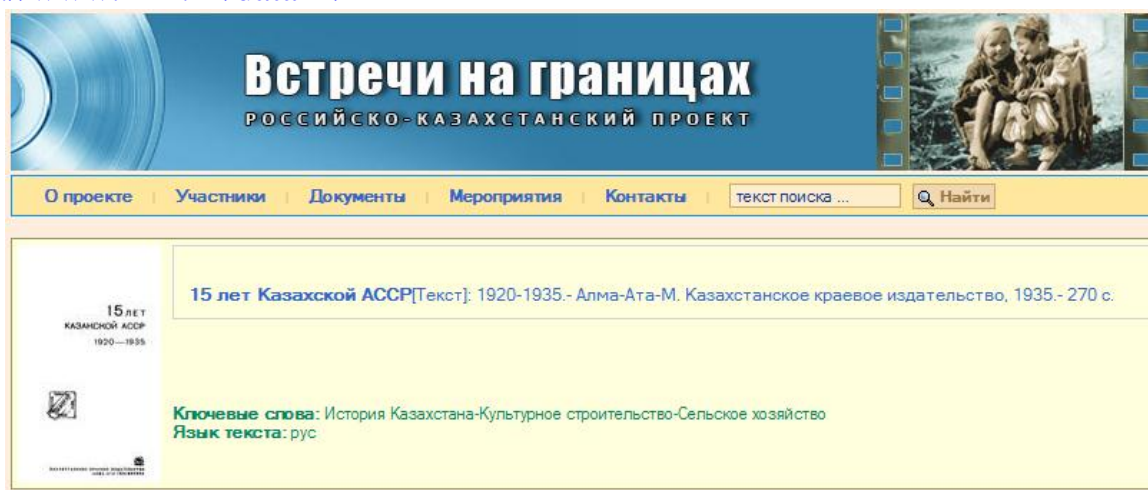 Встречи на границах
РОССИЙСКО-КАЗАХСТАНСКИЙ ПРОЕКТ
О проекте | Участники | Документы | Мероприятия | Контакты | текст поиска ... Найти
15 лет Казахской АССР[Текст]: 1920-1935.- Алма-Ата-М. Казахстанское краевое издательство, 1935.- 270 с.
15 ЛЕТ
КАЗАКСКОЙ АССР
1920—1935
Ключевые слова: История Казахстана-Культурное строительство-Сельское хозяйство
Язык текста: рус